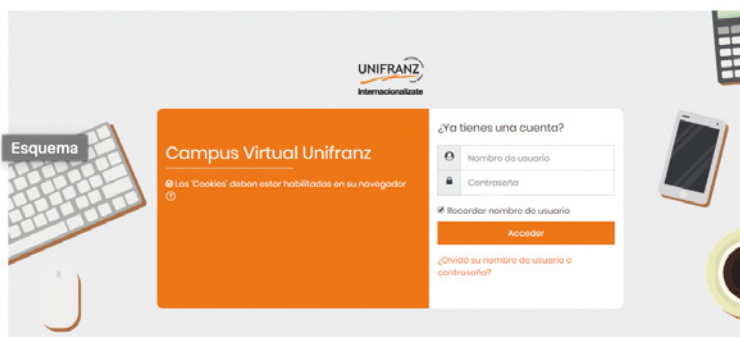 UNIFRANZ
Internacionalízate
¿Ya tienes una cuenta?
Esquema
Campus Virtual Unifranz
Nombre de usuario
Las 'Cookies' deben estar habilitadas en su navegador
Contraseña
Recordar nombre de usuario
Acceder
¿Olvidó su nombre de usuario o
contraseña?